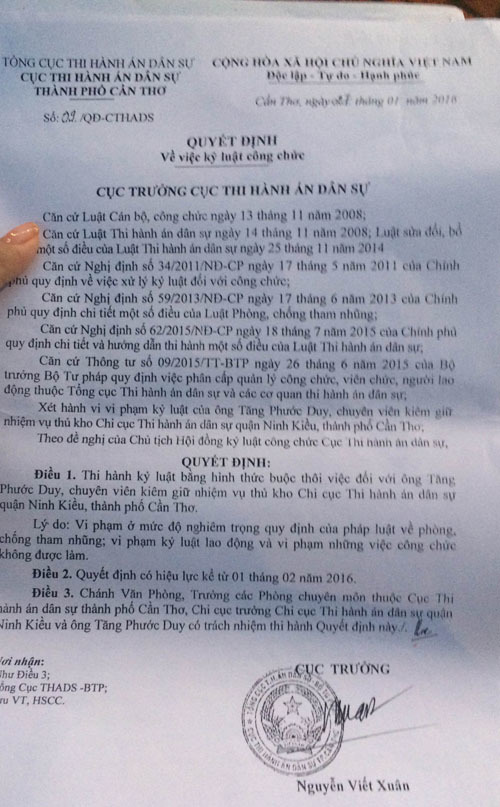 TỔNG CỤC THI HÀNH ÁN DÂN SỰ
CỤC THI HÀNH ÁN DÂN SỰ
THÀNH PHỐ CẦN THƠ
Số: 09 /QĐ-CTHADS
CỘNG HÒA XÃ HỘI CHỦ NGHĨA VIỆT NAM
Độc lập - Tự do - Hạnh phúc
Cần Thơ, ngày tháng 01 năm 2016
QUYẾT ĐỊNH
Về việc kỷ luật công chức
CỤC TRƯỞNG CỤC THI HÀNH ÁN DÂN SỰ
Căn cứ Luật Cán bộ, công chức ngày 13 tháng 11 năm 2008;
Căn cứ Luật Thi hành án dân sự ngày 14 tháng 11 năm 2008; Luật sửa đổi, bổ
một số điều của Luật Thi hành án dân sự ngày 25 tháng 11 năm 2014
Căn cứ Nghị định số 34/2011/NĐ-CP ngày 17 tháng 5 năm 2011 của Chính
phủ quy định về việc xử lý kỷ luật đối với công chức;
Căn cứ Nghị định số 59/2013/NĐ-CP ngày 17 tháng 6 năm 2013 của Chính
phủ quy định chi tiết một số điều của Luật Phòng, chống tham nhũng;
Căn cứ Nghị định số 62/2015/NĐ-CP ngày 18 tháng 7 năm 2015 của Chính phủ
quy định chi tiết và hướng dẫn thi hành một số điều của Luật Thi hành án dân sự;
Căn cứ Thông tư số 09/2015/TT-BTP ngày 26 tháng 6 năm 2015 của Bộ
trưởng Bộ Tư pháp quy định việc phân cấp quản lý công chức, viên chức, người lao
động thuộc Tổng cục Thi hành án dân sự và các cơ quan thi hành án dân sự;
Xét hành vi vi phạm kỷ luật của ông Tăng Phước Duy, chuyên viên kiêm giữ
nhiệm vụ thủ kho Chi cục Thi hành án dân sự quận Ninh Kiều, thành phố Cần Thơ;
Theo đề nghị của Chủ tịch Hội đồng kỷ luật công chức Cục Thi hành án dân sự,
QUYẾT ĐỊNH:
Điều 1. Thi hành kỷ luật bằng hình thức buộc thôi việc đối với ông Tăng
Phước Duy, chuyên viên kiêm giữ nhiệm vụ thủ kho Chi cục Thi hành án dân sự
quận Ninh Kiều, thành phố Cần Thơ.
Lý do: Vi phạm ở mức độ nghiêm trọng quy định của pháp luật về phòng,
chống tham nhũng; vi phạm kỷ luật lao động và vi phạm những việc công chức
không được làm.
Điều 2. Quyết định có hiệu lực kể từ 01 tháng 02 năm 2016.
Điều 3. Chánh Văn Phòng, Trưởng các Phòng chuyên môn thuộc Cục Thi
hành án dân sự thành phố Cần Thơ, Chi cục trưởng Chi cục Thi hành án dân sự quận
Ninh Kiều và ông Tăng Phước Duy có trách nhiệm thi hành Quyết định này./.
Nơi nhận:
Như Điều 3;
Tổng Cục THADS -BTP;
Lưu VT, HSCC.
CỤC TRƯỞNG
Nguyễn Viết Xuân